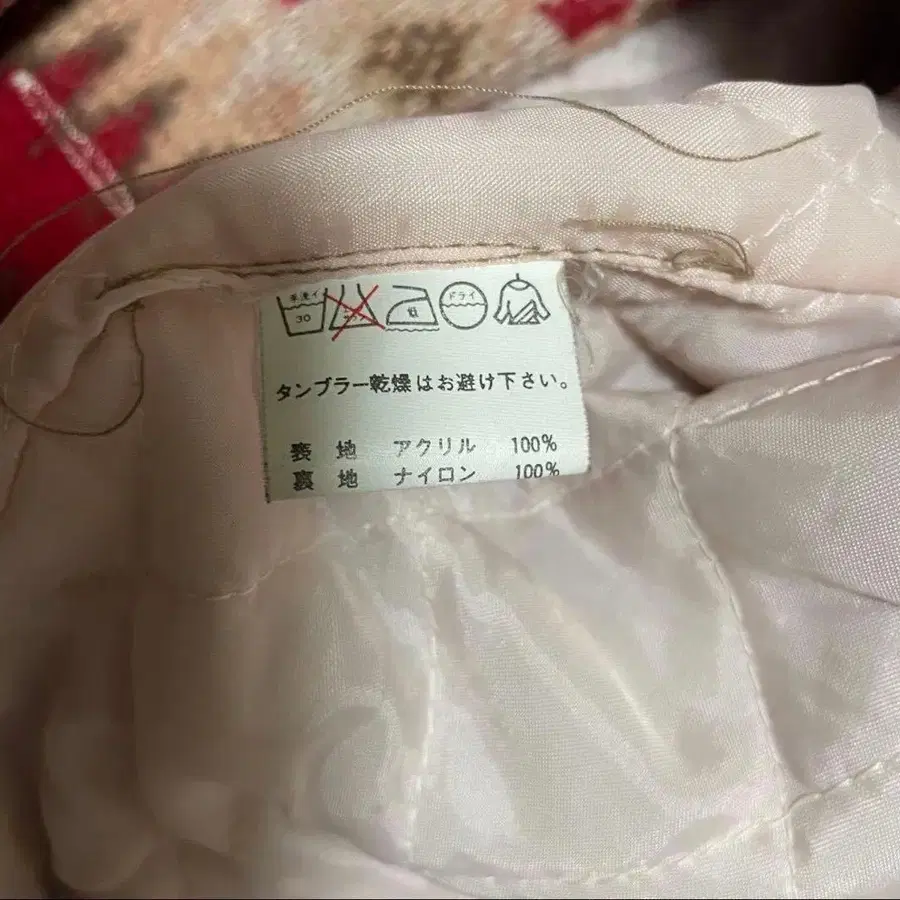 手洗イ 30 低 ドライ
タンブラー乾燥はお避け下さい。
表地 アクリル 100%
裏地 ナイロン 100%